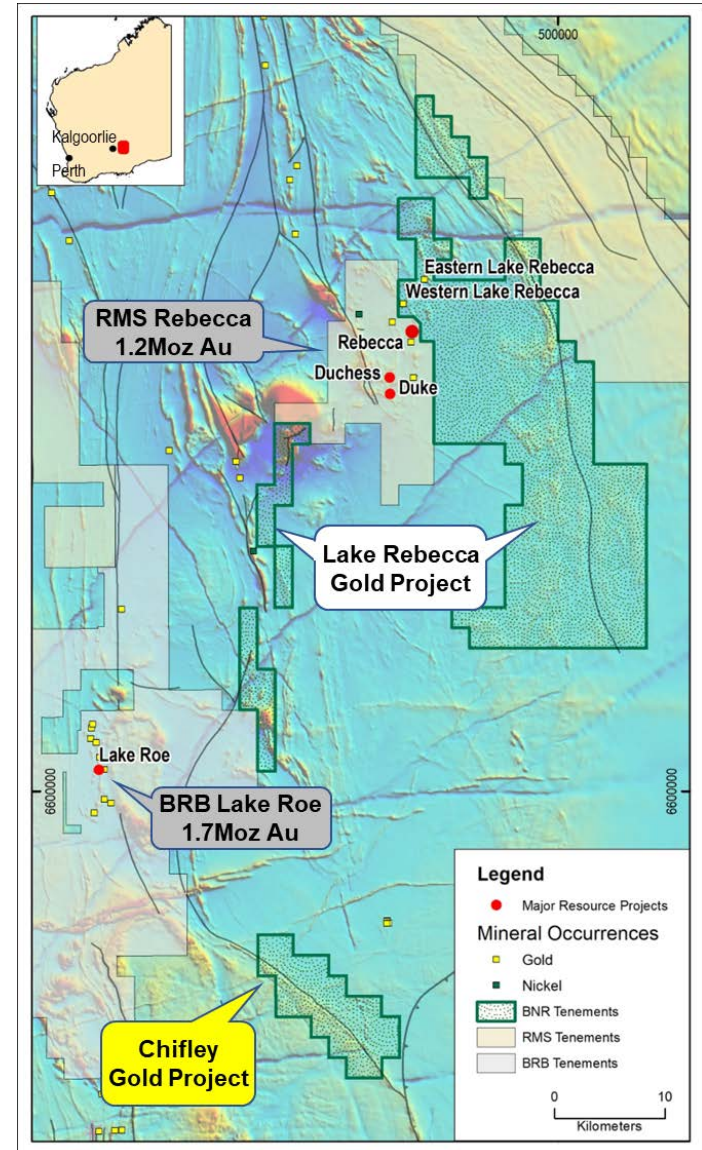 500000
Kalgoorlie
Perth
Eastern Lake Rebecca
Western Lake Rebecca
RMS Rebecca
1.2Moz Au
Rebecca
Duchess
Duke
Lake Rebecca
Gold Project
Lake Roe
6600000
6600000
BRB Lake Roe
1.7Moz Au
Chifley
Gold Project
Legend
Major Resource Projects
Mineral Occurrences
Gold
Nickel
BNR Tenements
RMS Tenements
BRB Tenements
0 10
Kilometers